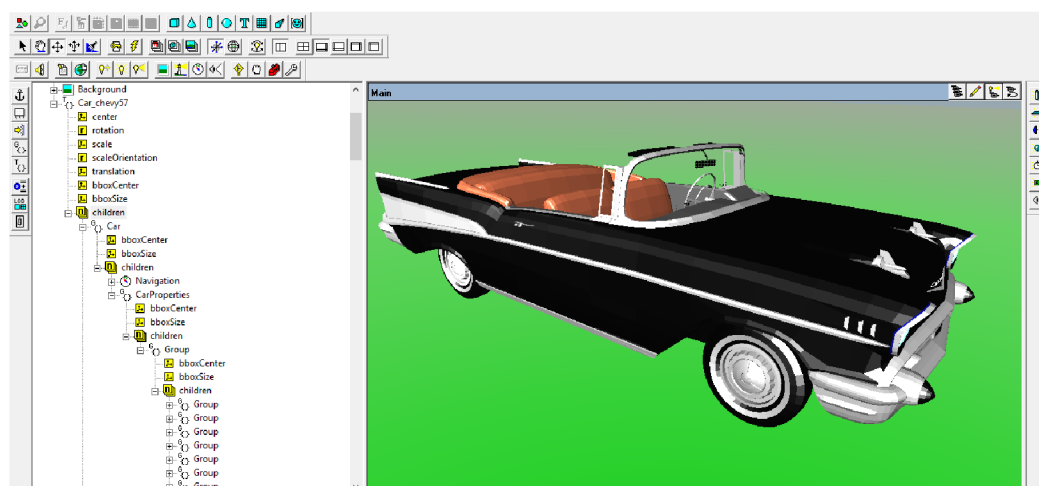 Background
Car_chevy57
center
rotation
scale
scaleOrientation
translation
bboxCenter
bboxSize
children
Car
bboxCenter
bboxSize
children
Navigation
CarProperties
bboxCenter
bboxSize
children
Group
bboxCenter
bboxSize
children
Group
Group
Group
Group
Group
Group
Group
Main